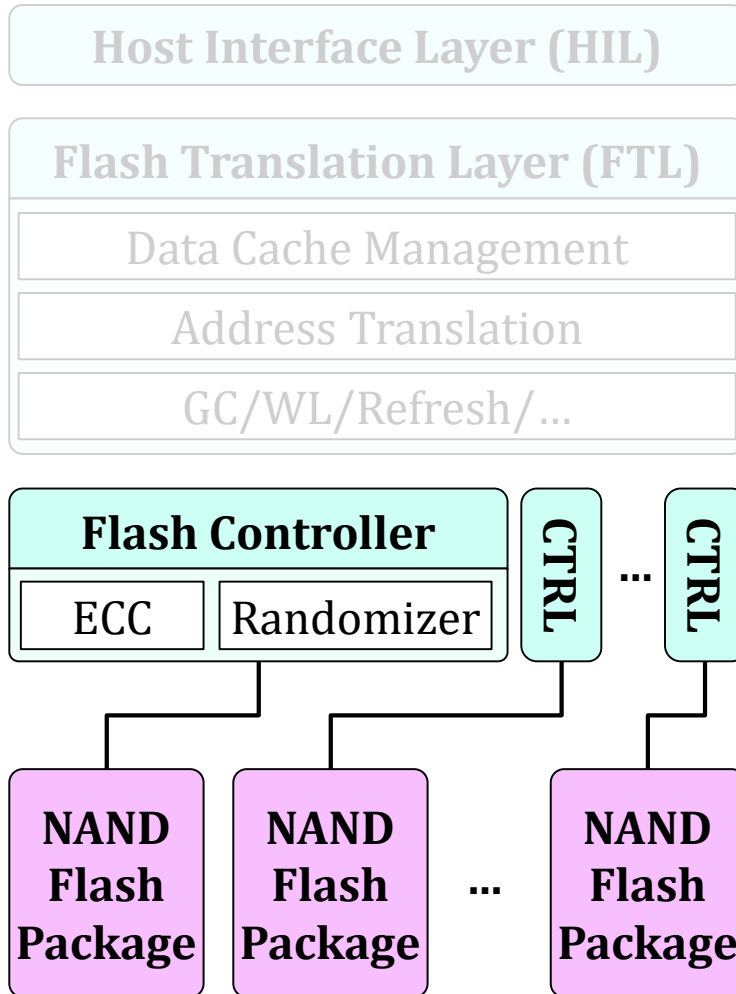 Host Interface Layer (HIL)
Flash Translation Layer (FTL)
Data Cache Management
Address Translation
GC/WL/Refresh/...
Flash Controller
ECC
Randomizer
CTRL
...
CTRL
NAND
Flash
Package
NAND
Flash
Package
...
NAND
Flash
Package